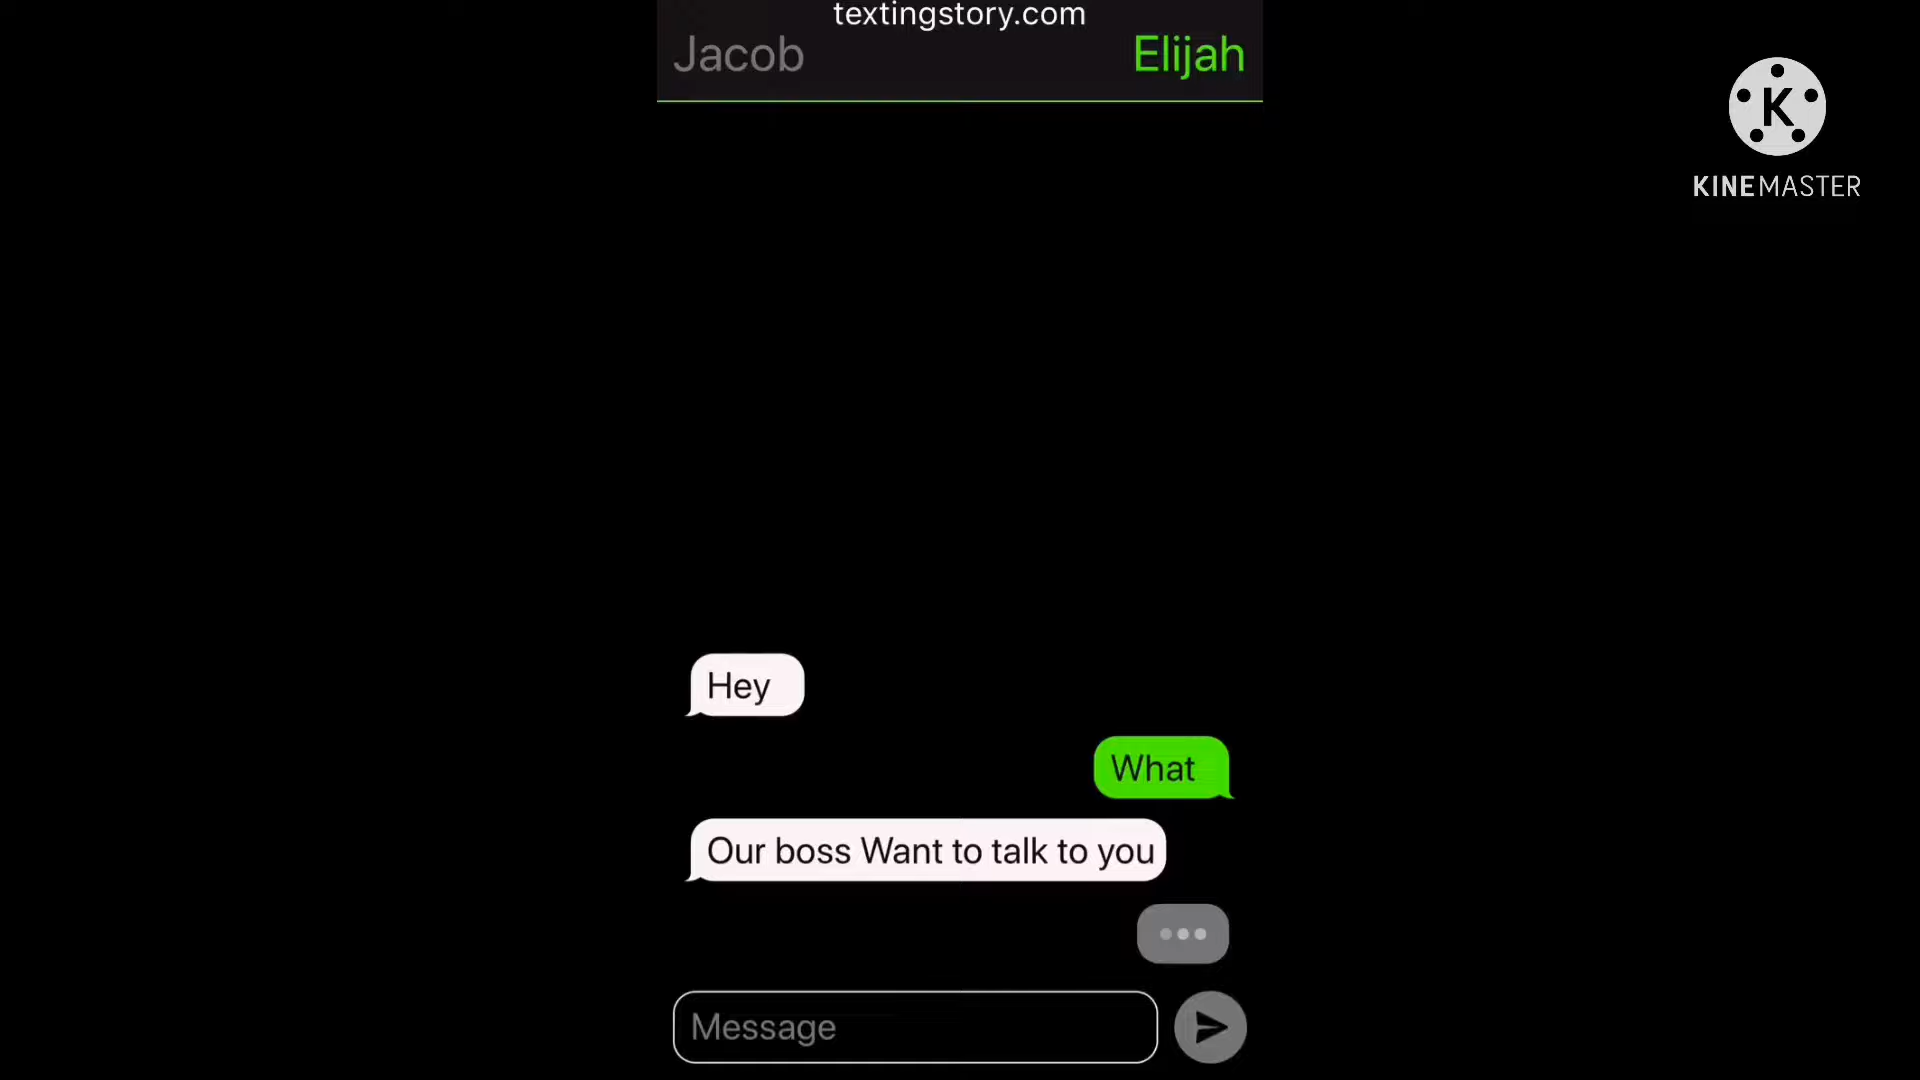 textingstory.com
Jacob
Elijah
K
KINEMASTER
Hey
What
Our boss Want to talk to you
Message